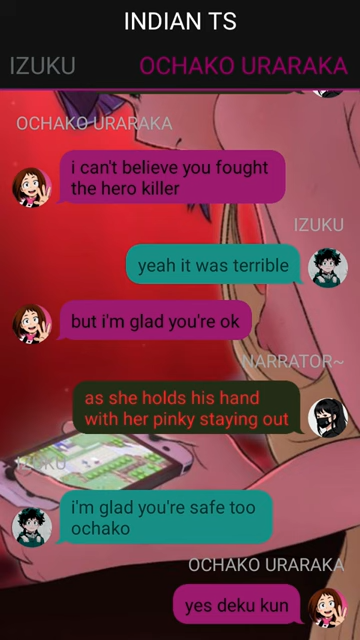 INDIAN TS
IZUKU OCHAKO URARAKA
OCHAKO URARAKA
i can't believe you fought
the hero killer
IZUKU
yeah it was terrible
but i'm glad you're ok
NARRATOR~
as she holds his hand
with her pinky staying out
IZUKU
i'm glad you're safe too
ochako
OCHAKO URARAKA
yes deku kun